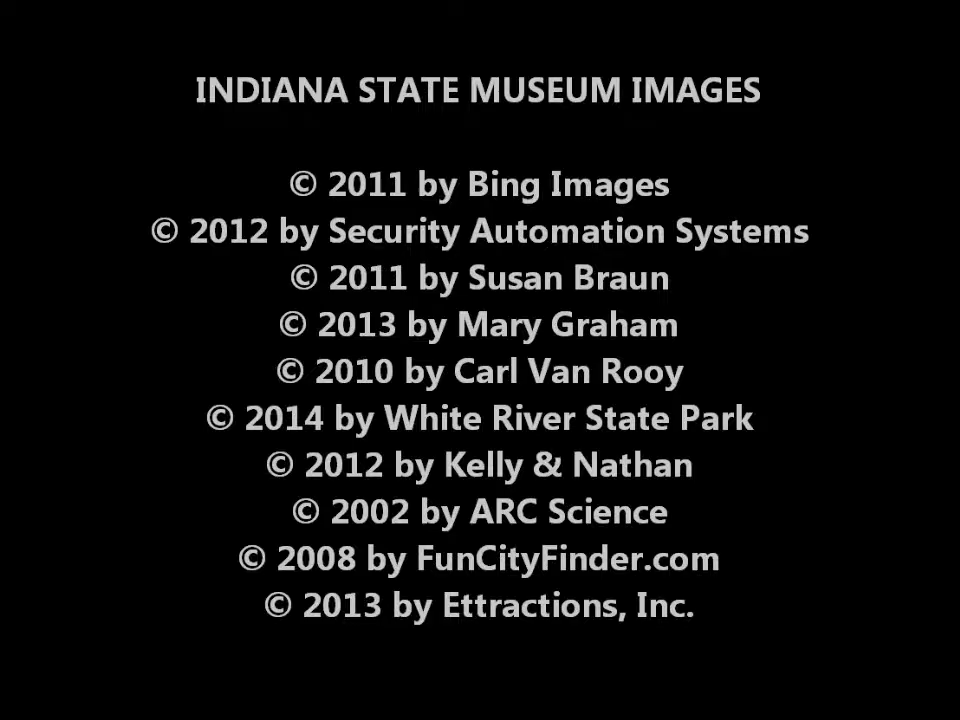 INDIANA STATE MUSEUM IMAGES
© 2011 by Bing Images
© 2012 by Security Automation Systems
© 2011 by Susan Braun
© 2013 by Mary Graham
© 2010 by Carl Van Rooy
© 2014 by White River State Park
© 2012 by Kelly & Nathan
© 2002 by ARC Science
© 2008 by FunCityFinder.com
© 2013 by Ettractions, Inc.